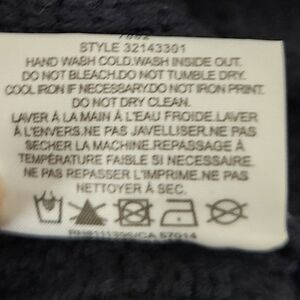 STYLE 32143301
HAND WASH COLD.WASH INSIDE OUT.
DO NOT BLEACH.DO NOT TUMBLE DRY.
COOL IRON IF NECESSARY.DO NOT IRON PRINT.
DO NOT DRY CLEAN.
LAVER À LA MAIN À L'EAU FROIDE.LAVER
À L'ENVERS.NE PAS JAVELLISER.NE PAS
SECHER LA MACHINE.REPASSAGE À
TEMPÉRATURE FAIBLE SI NECESSAIRE.
NE PAS REPASSER L'IMPRIME.NE PAS
NETTOYER À SEC.